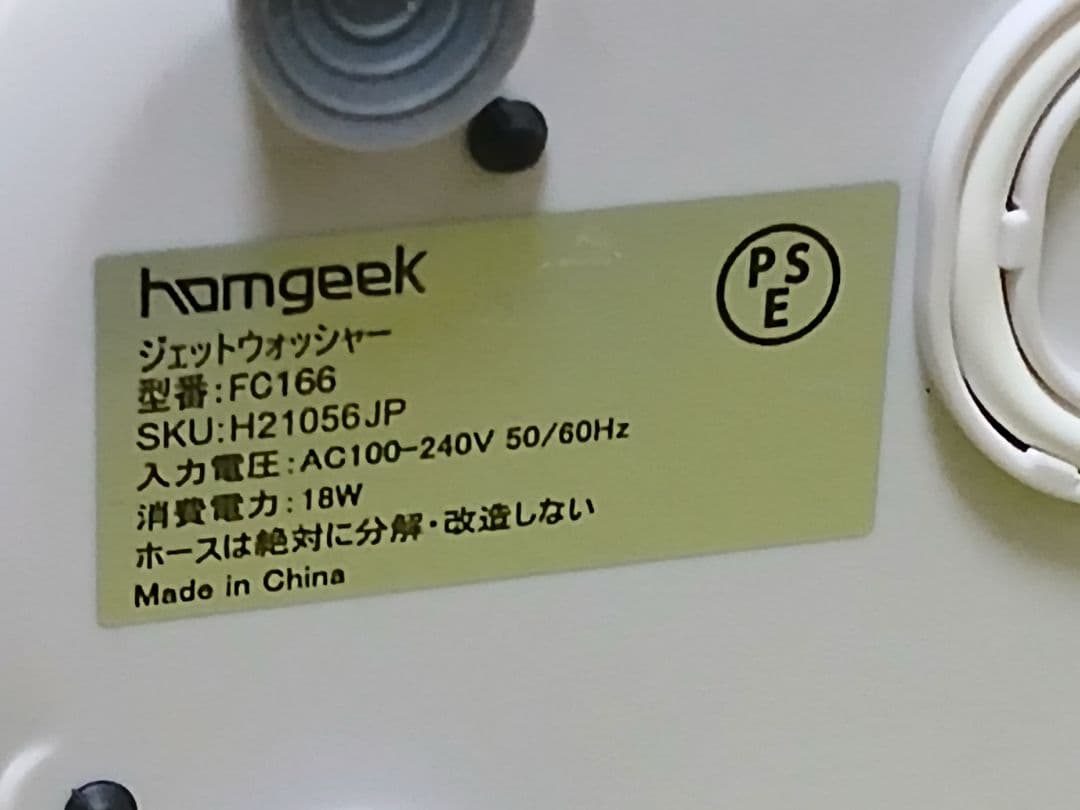 homgeek
PS
E
ジェットウォッシャー
型番:FC166
SKU:H21056JP
入力電圧:AC100-240V 50/60Hz
消費電力:18W
ホースは絶対に分解・改造しない
Made in China